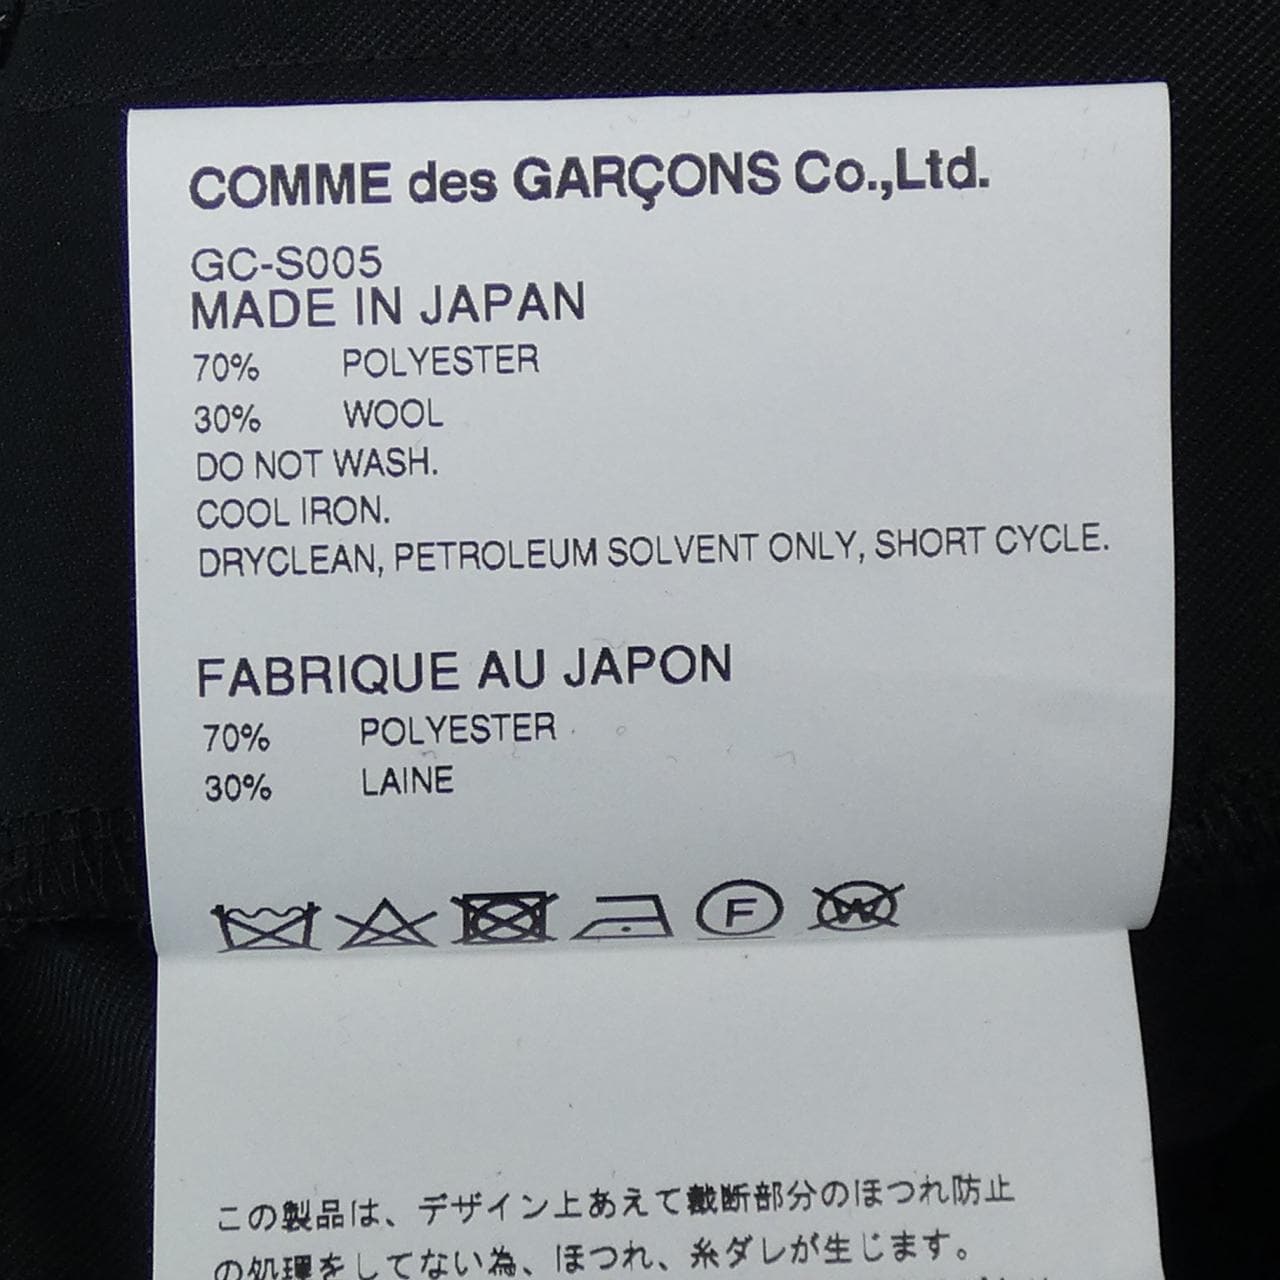 COMME des GARÇONS Co.,Ltd.
GC-S005
MADE IN JAPAN
70% POLYESTER
30% WOOL
DO NOT WASH.
COOL IRON.
DRYCLEAN, PETROLEUM SOLVENT ONLY, SHORT CYCLE.
FABRIQUE AU JAPON
70% POLYESTER
30% LAINE
F W
この製品は、デザイン上あえて裁断部分のほつれ防止
の処理をしてない為、ほつれ、糸ダレが生じます。